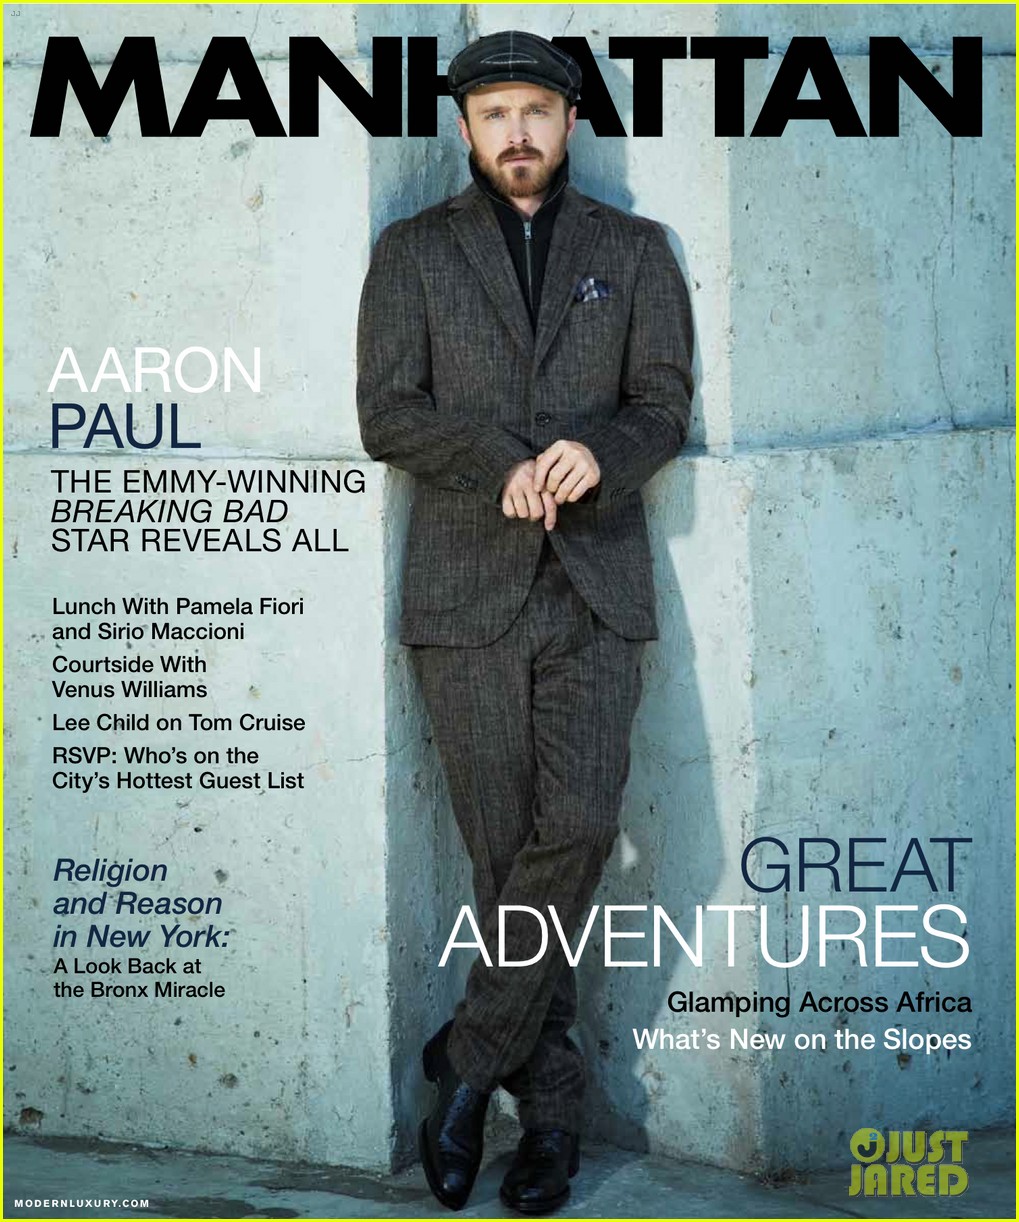 JJ
MANHATTAN
AARON
PAUL
THE EMMY-WINNING
BREAKING BAD
STAR REVEALS ALL
Lunch With Pamela Fiori
and Sirio Maccioni
Courtside With
Venus Williams
Lee Child on Tom Cruise
RSVP: Who's on the
City's Hottest Guest List
Religion
and Reason
in New York:
A Look Back at
the Bronx Miracle
GREAT
ADVENTURES
Glamping Across Africa
What's New on the Slopes
JUST
JARED
MODERNLUXURY.COM